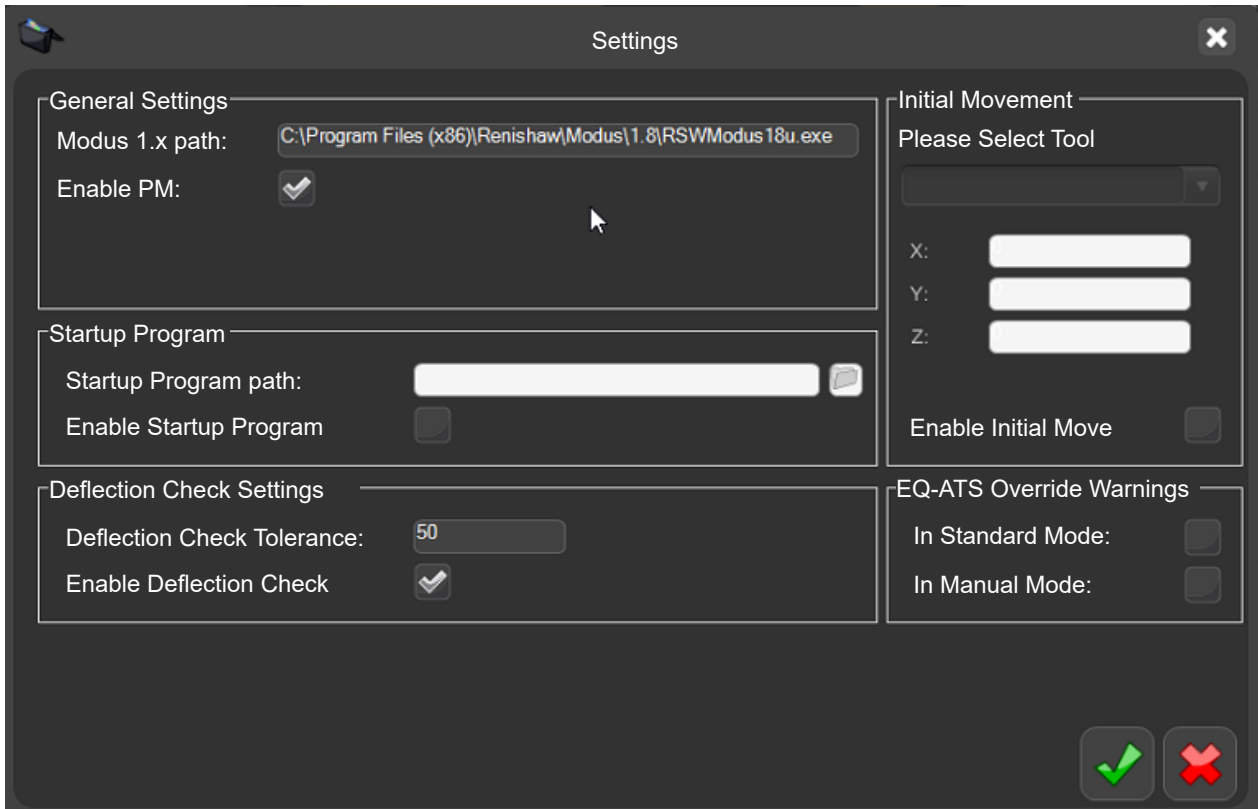 Settings
General Settings
Modus 1.x path: C:\Program Files (x86)\Renishaw\Modus\1.8\RSWModus18u.exe
Enable PM:
Startup Program
Startup Program path:
Enable Startup Program
Deflection Check Settings
Deflection Check Tolerance: 50
Enable Deflection Check
Initial Movement
Please Select Tool
X:
Y:
Z:
Enable Initial Move
EQ-ATS Override Warnings
In Standard Mode:
In Manual Mode: